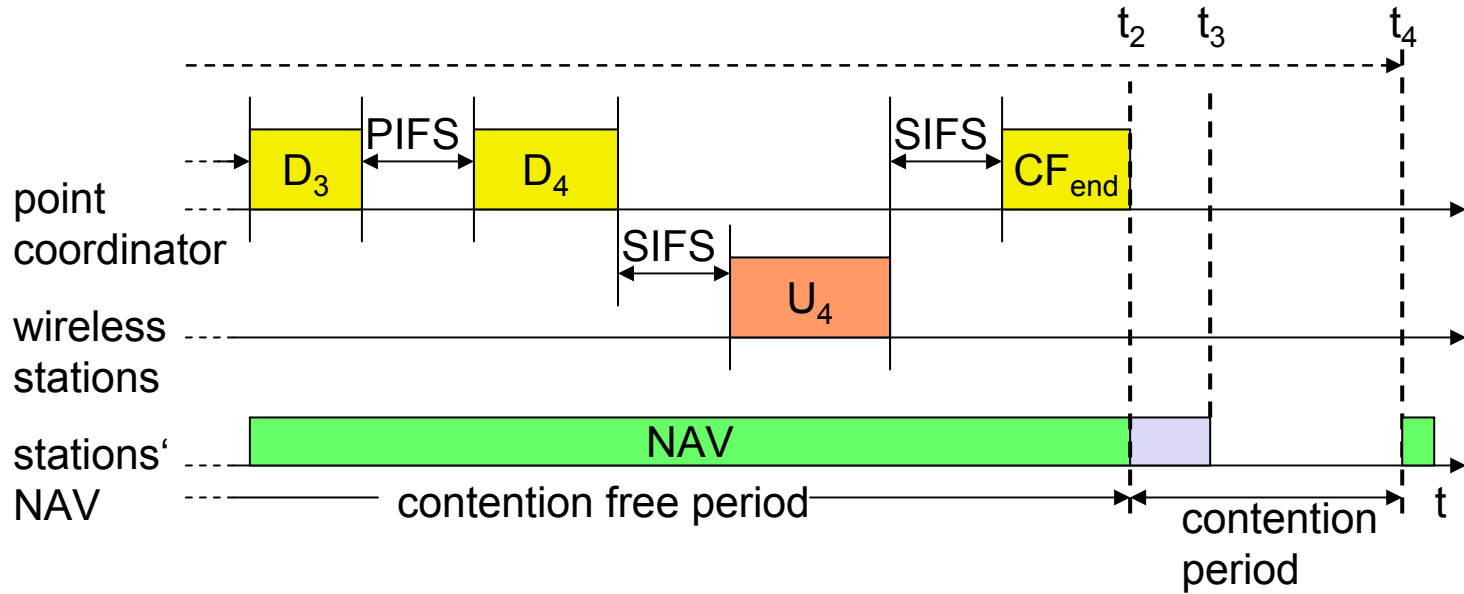 t2 t3 t4
PIFS SIFS
D3 D4 CFend
point
coordinator
SIFS
U4
wireless
stations
NAV
stations‘
NAV
contention free period
t
contention
period